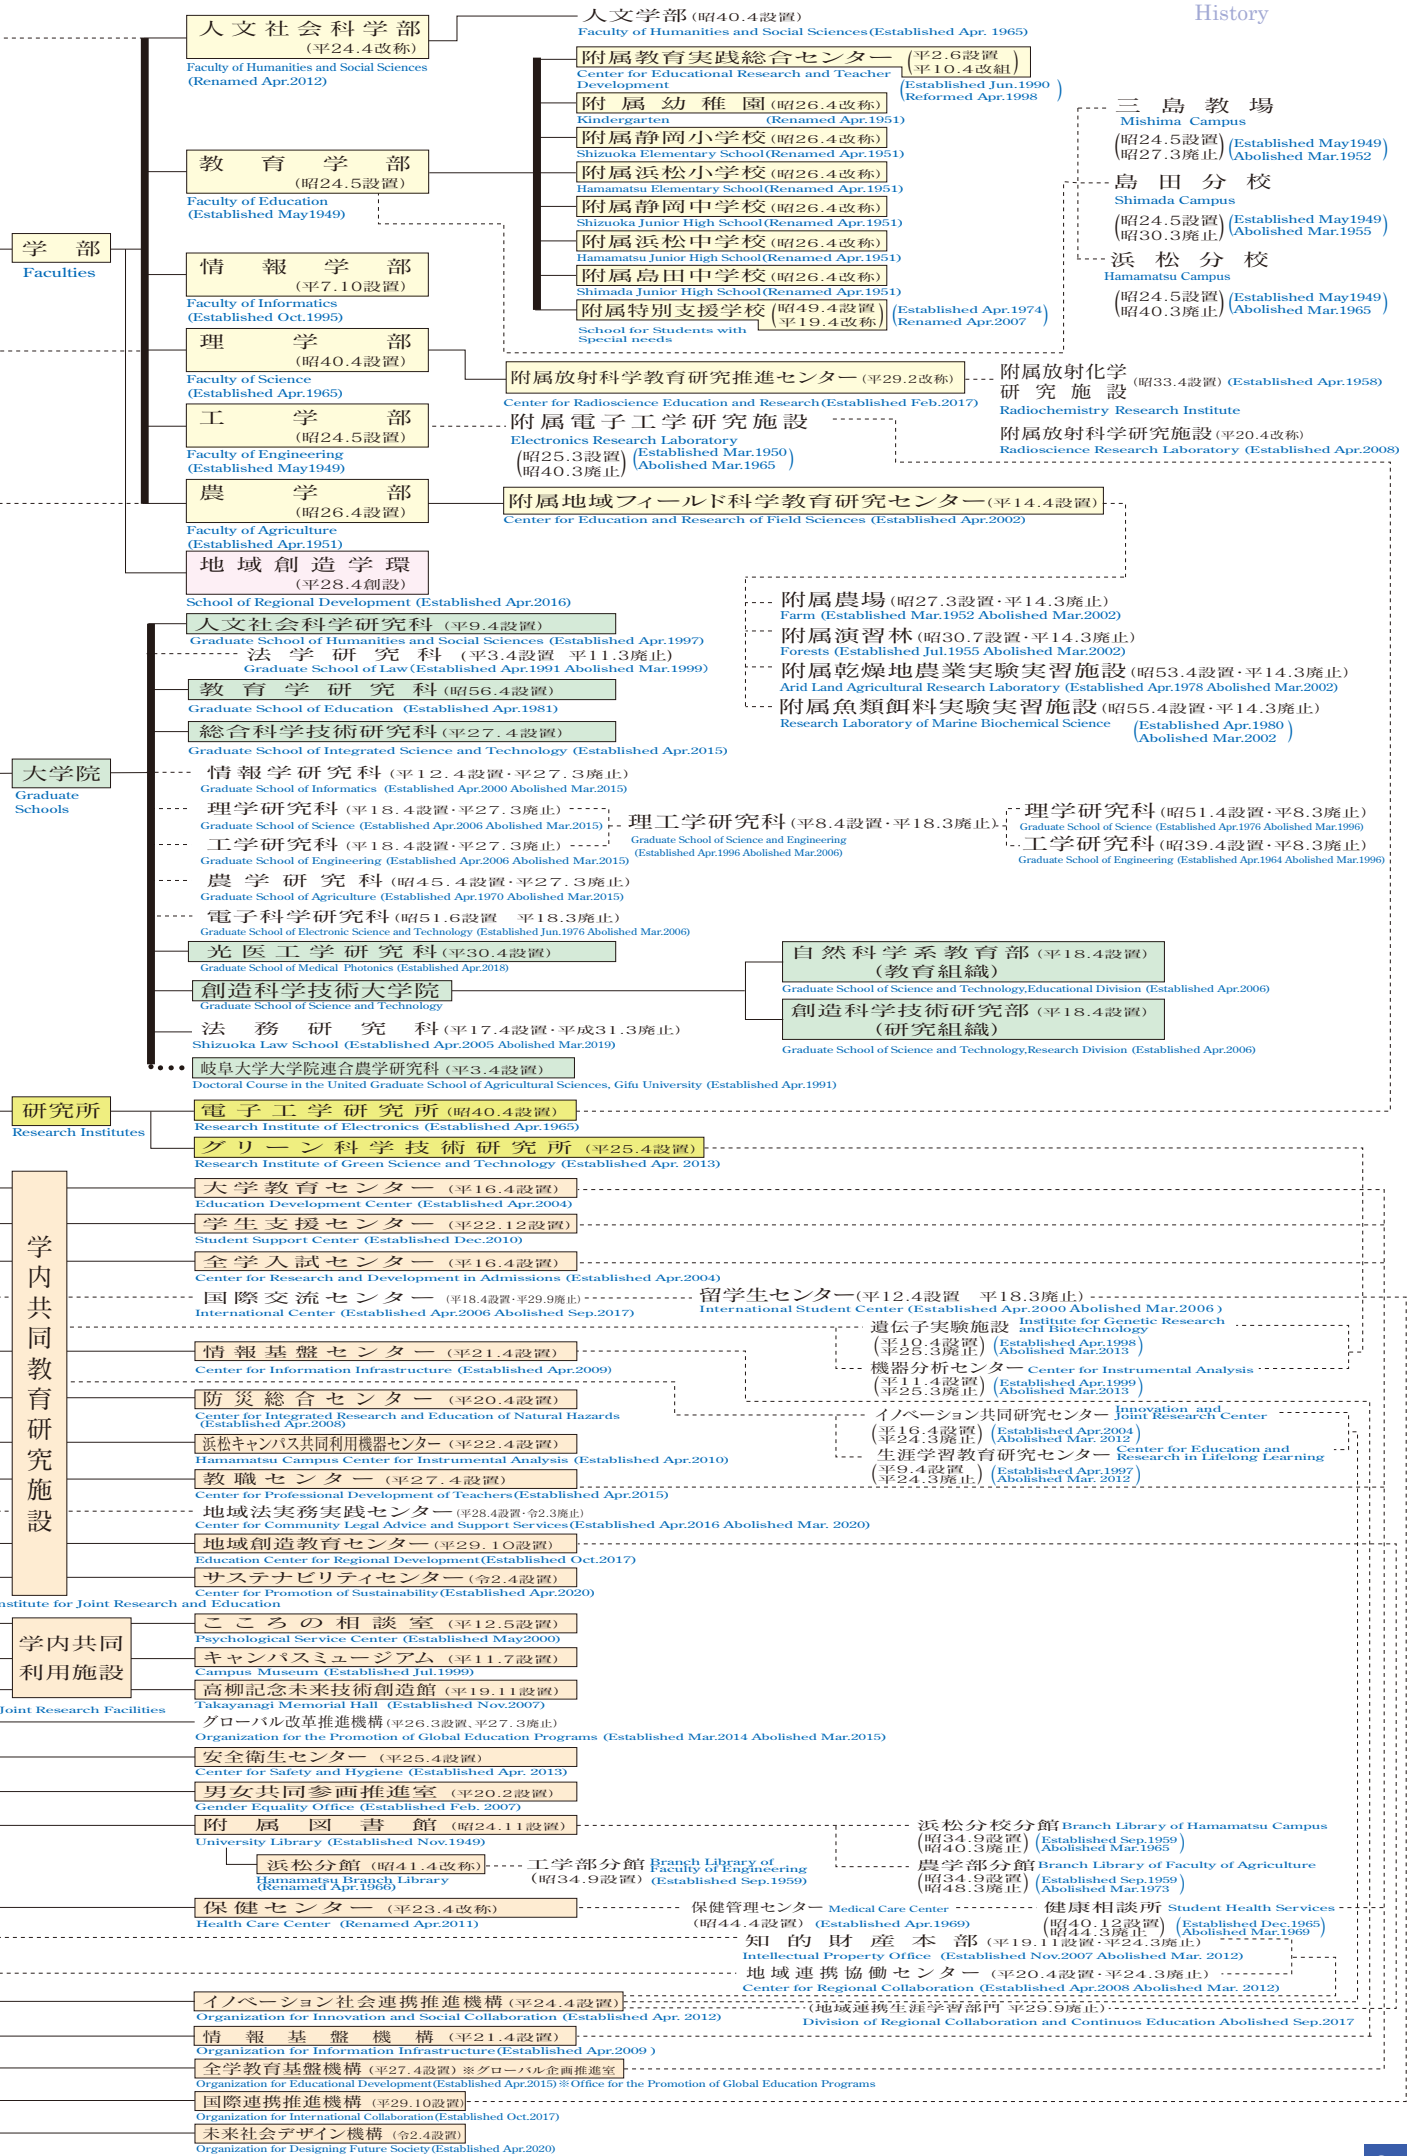 History
人文社会科学部
(平24.4改称)
Faculty of Humanities and Social Sciences
(Renamed Apr.2012)
人文学部(昭40.4設置)
Faculty of Humanities and Social Sciences(Established Apr. 1965)
附属教育実践総合センター(平2.6設置 平10.4改組)
Center for Educational Research and Teacher
Development
(Established Jun.1990
Reformed Apr.1998)
附属幼稚園(昭26.4改称)
Kindergarten (Renamed Apr.1951)
附属静岡小学校(昭26.4改称)
Shizuoka Elementary School(Renamed Apr.1951)
附属浜松小学校(昭26.4改称)
Hamamatsu Elementary School(Renamed Apr.1951)
附属静岡中学校(昭26.4改称)
Shizuoka Junior High School(Renamed Apr.1951)
附属浜松中学校(昭26.4改称)
Hamamatsu Junior High School(Renamed Apr.1951)
附属島田中学校(昭26.4改称)
Shimada Junior High School(Renamed Apr.1951)
附属特別支援学校(昭49.4設置 平19.4改称)
(Established Apr.1974
Renamed Apr.2007)
School for Students with
Special needs
三島教場
Mishima Campus
(昭24.5設置)(Established May1949)
(昭27.3廃止)(Abolished Mar.1952)
島田分校
Shimada Campus
(昭24.5設置)(Established May1949)
(昭30.3廃止)(Abolished Mar.1955)
浜松分校
Hamamatsu Campus
(昭24.5設置)(Established May1949)
(昭40.3廃止)(Abolished Mar.1965)
教育学部
(昭24.5設置)
Faculty of Education
(Established May1949)
学部
Faculties
情報学部
(平7.10設置)
Faculty of Informatics
(Established Oct.1995)
理学部
(昭40.4設置)
Faculty of Science
(Established Apr.1965)
附属放射科学教育研究推進センター(平29.2改称)
Center for Radioscience Education and Research(Established Feb.2017)
附属放射化学
研究施設(昭33.4設置)(Established Apr.1958)
Radiochemistry Research Institute
附属放射科学研究施設(平20.4改称)
Radioscience Research Laboratory (Established Apr.2008)
工学部
(昭24.5設置)
Faculty of Engineering
(Established May1949)
附属電子工学研究施設
Electronics Research Laboratory
(昭25.3設置)(Established Mar.1950)
(昭40.3廃止)(Abolished Mar.1965)
農学部
(昭26.4設置)
Faculty of Agriculture
(Established Apr.1951)
附属地域フィールド科学教育研究センター(平14.4設置)
Center for Education and Research of Field Sciences (Established Apr.2002)
地域創造学環
(平28.4創設)
School of Regional Development (Established Apr.2016)
附属農場(昭27.3設置·平14.3廃止)
Farm (Established Mar.1952 Abolished Mar.2002)
附属演習林(昭30.7設置·平14.3廃止)
Forests (Established Jul.1955 Abolished Mar.2002)
附属乾燥地農業実験実習施設(昭53.4設置·平14.3廃止)
Arid Land Agricultural Research Laboratory (Established Apr.1978 Abolished Mar.2002)
附属魚類餌料実験実習施設(昭55.4設置·平14.3廃止)
Research Laboratory of Marine Biochemical Science (Established Apr.1980
Abolished Mar.2002)
人文社会科学研究科(平9.4設置)
Graduate School of Humanities and Social Sciences (Established Apr.1997)
法学研究科(平3.4設置 平11.3廃止)
Graduate School of Law(Established Apr.1991 Abolished Mar.1999)
教育学研究科(昭56.4設置)
Graduate School of Education (Established Apr.1981)
総合科学技術研究科(平27.4設置)
Graduate School of Integrated Science and Technology (Established Apr.2015)
大学院
Graduate
Schools
情報学研究科(平12.4設置·平27.3廃止)
Graduate School of Informatics (Established Apr.2000 Abolished Mar.2015)
理学研究科(平18.4設置·平27.3廃止)
Graduate School of Science (Established Apr.2006 Abolished Mar.2015)
工学研究科(平18.4設置·平27.3廃止)
Graduate School of Engineering (Established Apr.2006 Abolished Mar.2015)
理工学研究科(平8.4設置·平18.3廃止)
Graduate School of Science and Engineering
(Established Apr.1996 Abolished Mar.2006)
理学研究科(昭51.4設置·平8.3廃止)
Graduate School of Science (Established Apr.1976 Abolished Mar.1996)
工学研究科(昭39.4設置·平8.3廃止)
Graduate School of Engineering (Established Apr.1964 Abolished Mar.1996)
農学研究科(昭45.4設置·平27.3廃止)
Graduate School of Agriculture (Established Apr.1970 Abolished Mar.2015)
電子科学研究科(昭51.6設置 平18.3廃止)
Graduate School of Electronic Science and Technology (Established Jun.1976 Abolished Mar.2006)
光医工学研究科(平30.4設置)
Graduate School of Medical Photonics (Established Apr.2018)
創造科学技術大学院
Graduate School of Science and Technology
自然科学系教育部(平18.4設置)
(教育組織)
Graduate School of Science and Technology,Educational Division (Established Apr.2006)
創造科学技術研究部(平18.4設置)
(研究組織)
Graduate School of Science and Technology,Research Division (Established Apr.2006)
法務研究科(平17.4設置·平成31.3廃止)
Shizuoka Law School (Established Apr.2005 Abolished Mar.2019)
岐阜大学大学院連合農学研究科(平3.4設置)
Doctoral Course in the United Graduate School of Agricultural Sciences, Gifu University (Established Apr.1991)
研究所
Research Institutes
電子工学研究所(昭40.4設置)
Research Institute of Electronics (Established Apr.1965)
グリーン科学技術研究所(平25.4設置)
Research Institute of Green Science and Technology (Established Apr. 2013)
学内共同教育研究施設
大学教育センター(平16.4設置)
Education Development Center (Established Apr.2004)
学生支援センター(平22.12設置)
Student Support Center (Established Dec.2010)
全学入試センター(平16.4設置)
Center for Research and Development in Admissions (Established Apr.2004)
国際交流センター(平18.4設置·平29.9廃止)
International Center (Established Apr.2006 Abolished Sep.2017)
留学生センター(平12.4設置 平18.3廃止)
International Student Center (Established Apr.2000 Abolished Mar.2006)
遺伝子実験施設 Institute for Genetic Research
and Biotechnology
(平10.4設置)(Established Apr.1998)
(平25.3廃止)(Abolished Mar.2013)
情報基盤センター(平21.4設置)
Center for Information Infrastructure (Established Apr.2009)
機器分析センター Center for Instrumental Analysis
(平11.4設置)(Established Apr.1999)
(平25.3廃止)(Abolished Mar.2013)
防災総合センター(平20.4設置)
Center for Integrated Research and Education of Natural Hazards
(Established Apr.2008)
イノベーション共同研究センター Innovation and
Joint Research Center
(平16.4設置)(Established Apr.2004)
(平24.3廃止)(Abolished Mar. 2012)
浜松キャンパス共同利用機器センター(平22.4設置)
Hamamatsu Campus Center for Instrumental Analysis (Established Apr.2010)
生涯学習教育研究センター Center for Education and
Research in Lifelong Learning
(平9.4設置)(Established Apr.1997)
(平24.3廃止)(Abolished Mar. 2012)
教職センター(平27.4設置)
Center for Professional Development of Teachers(Established Apr.2015)
地域法実務実践センター(平28.4設置·令2.3廃止)
Center for Community Legal Advice and Support Services(Established Apr.2016 Abolished Mar. 2020)
地域創造教育センター(平29.10設置)
Education Center for Regional Development(Established Oct.2017)
サステナビリティセンター(令2.4設置)
Center for Promotion of Sustainability(Established Apr.2020)
nstitute for Joint Research and Education
学内共同
利用施設
Joint Research Facilities
こころの相談室(平12.5設置)
Psychological Service Center (Established May2000)
キャンパスミュージアム(平11.7設置)
Campus Museum (Established Jul.1999)
高柳記念未来技術創造館(平19.11設置)
Takayanagi Memorial Hall (Established Nov.2007)
グローバル改革推進機構(平26.3設置、平27.3廃止)
Organization for the Promotion of Global Education Programs (Established Mar.2014 Abolished Mar.2015)
安全衛生センター(平25.4設置)
Center for Safety and Hygiene (Established Apr. 2013)
男女共同参画推進室(平20.2設置)
Gender Equality Office (Established Feb. 2007)
附属図書館(昭24.11設置)
University Library (Established Nov.1949)
浜松分校分館 Branch Library of Hamamatsu Campus
(昭34.9設置)(Established Sep.1959)
(昭40.3廃止)(Abolished Mar.1965)
浜松分館(昭41.4改称)
Hamamatsu Branch Library
(Renamed Apr.1966)
工学部分館 Branch Library of
Faculty of Engineering
(昭34.9設置)(Established Sep.1959)
農学部分館 Branch Library of Faculty of Agriculture
(昭34.9設置)(Established Sep.1959)
(昭48.3廃止)(Abolished Mar.1973)
保健センター(平23.4改称)
Health Care Center (Renamed Apr.2011)
保健管理センター Medical Care Center
(昭44.4設置)(Established Apr.1969)
健康相談所 Student Health Services
(昭40.12設置)(Established Dec.1965)
(昭44.3廃止)(Abolished Mar.1969)
知的財産本部(平19.11設置·平24.3廃止)
Intellectual Property Office (Established Nov.2007 Abolished Mar. 2012)
地域連携協働センター(平20.4設置·平24.3廃止)
Center for Regional Collaboration (Established Apr.2008 Abolished Mar. 2012)
イノベーション社会連携推進機構(平24.4設置)
Organization for Innovation and Social Collaboration (Established Apr. 2012)
(地域連携生涯学習部門 平29.9廃止)
Division of Regional Collaboration and Continuos Education Abolished Sep.2017
情報基盤機構(平21.4設置)
Organization for Information Infrastructure(Established Apr.2009 )
全学教育基盤機構(平27.4設置)※グローバル企画推進室
Organization for Educational Development(Established Apr.2015)※Office for the Promotion of Global Education Programs
国際連携推進機構(平29.10設置)
Organization for International Collaboration(Established Oct.2017)
未来社会デザイン機構(令2.4設置)
Organization for Designing Future Society(Established Apr.2020)